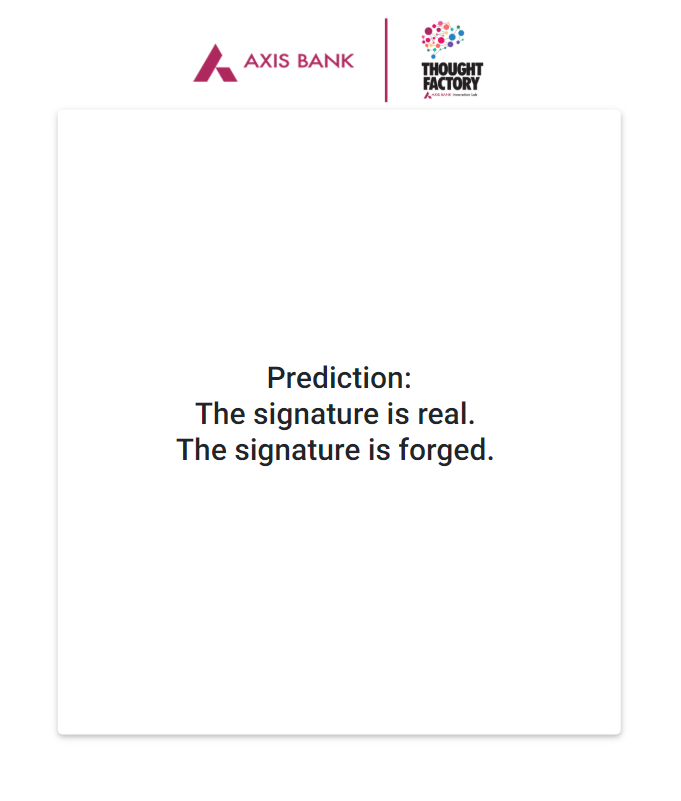 AXIS BANK
THOUGHT
FACTORY
AXIS BANK Innovation Lab
Prediction:
The signature is real.
The signature is forged.